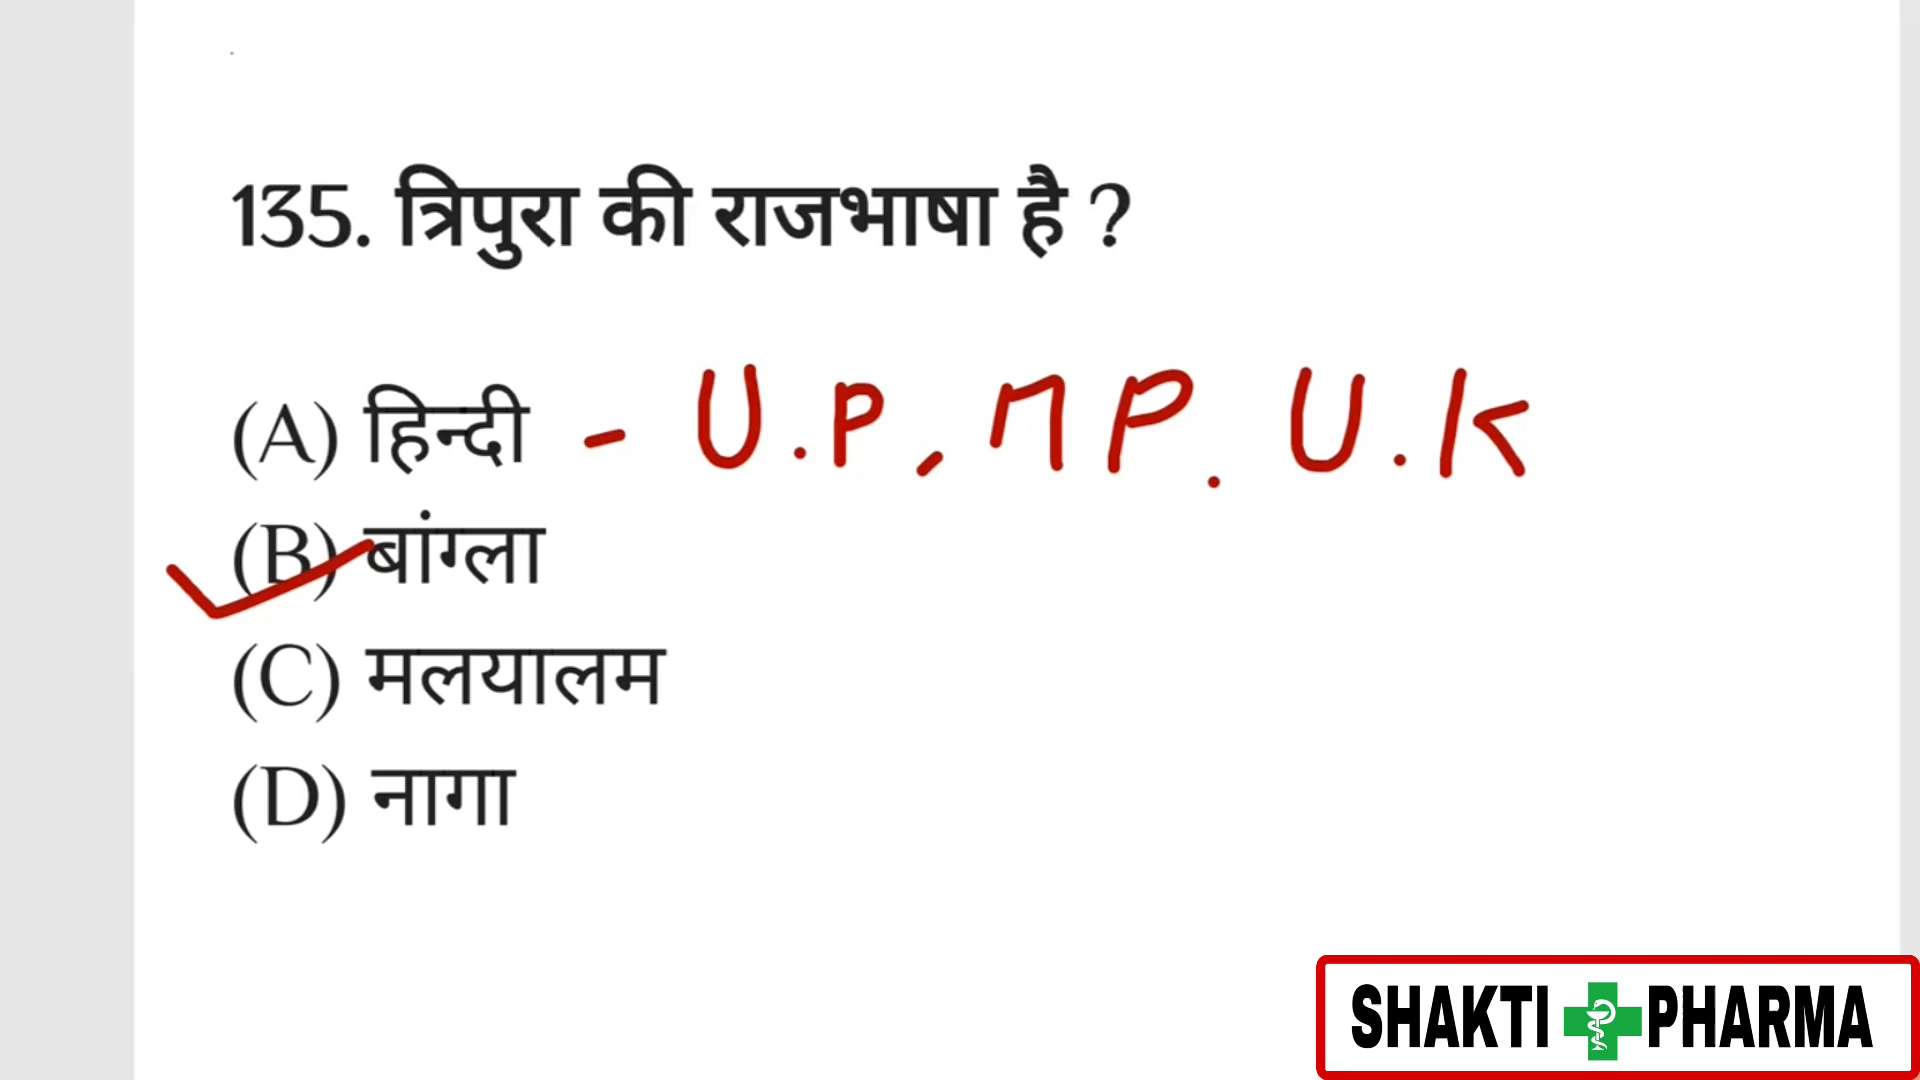 135. त्रिपुरा की राजभाषा है ?
(A) हिन्दी - U.P, MP. U.K
(B) बांग्ला
(C) मलयालम
(D) नागा
SHAKTI PHARMA